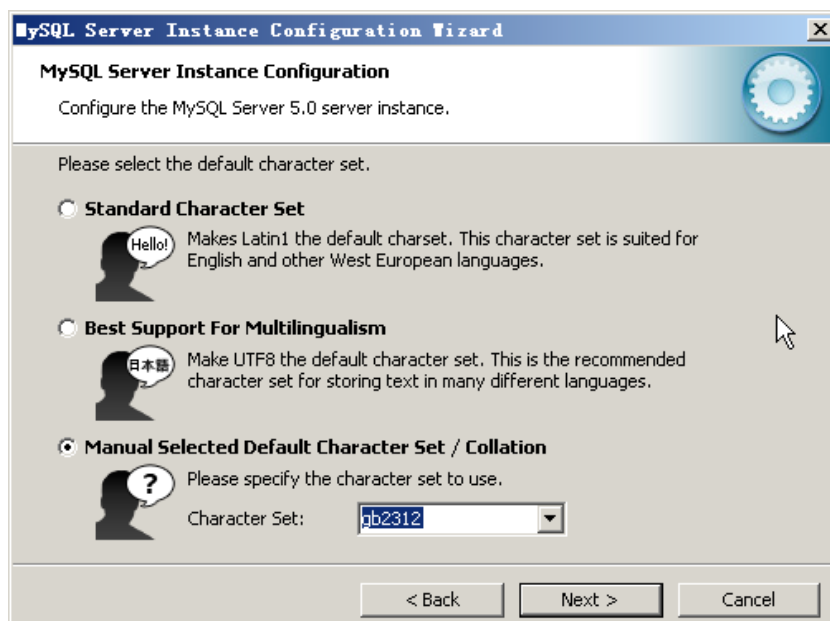 MySQL Server Instance Configuration Wizard
MySQL Server Instance Configuration
Configure the MySQL Server 5.0 server instance.
Please select the default character set.
Standard Character Set
Hello!
Makes Latin1 the default charset. This character set is suited for
English and other West European languages.
Best Support For Multilingualism
日本語
Make UTF8 the default character set. This is the recommended
character set for storing text in many different languages.
Manual Selected Default Character Set / Collation
?
Please specify the character set to use.
Character Set: gb2312
< Back Next > Cancel